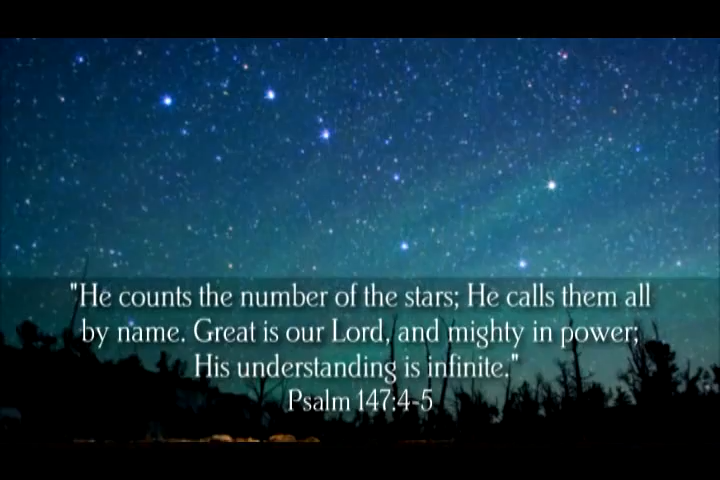 "He counts the number of the stars; He calls them all
by name. Great is our Lord, and mighty in power;
His understanding is infinite."
Psalm 147:4-5